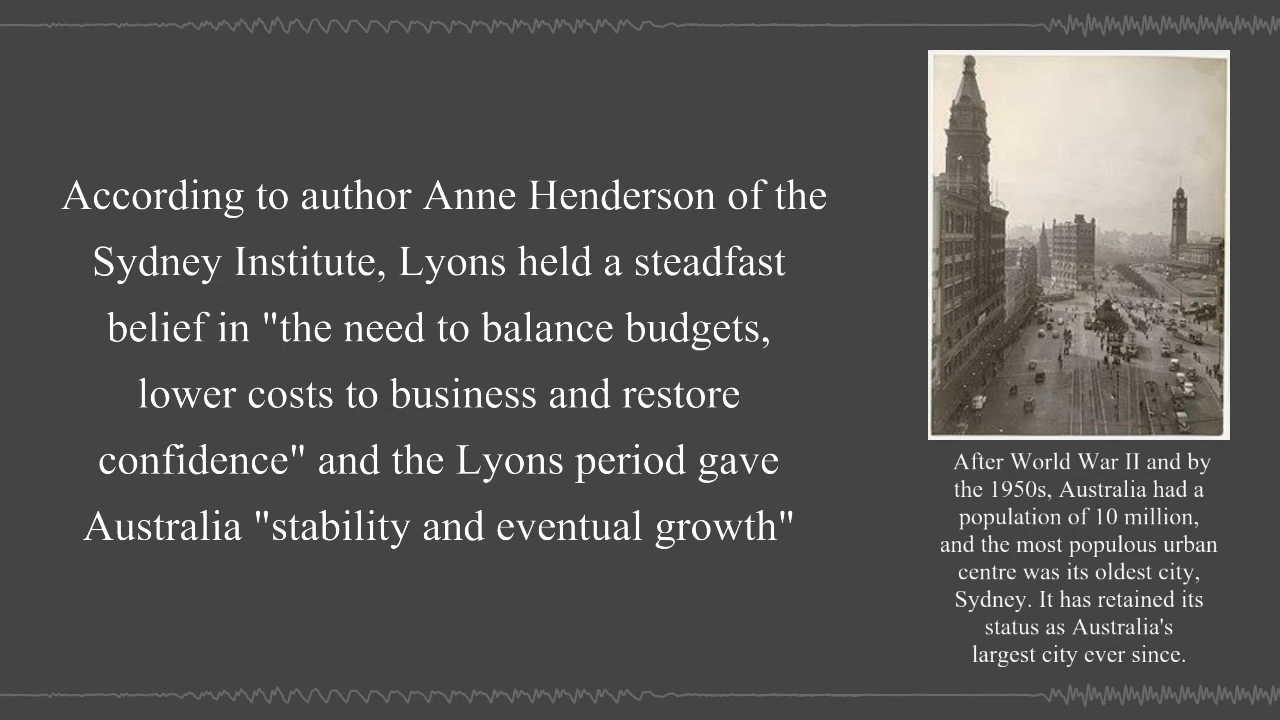 According to author Anne Henderson of the
Sydney Institute, Lyons held a steadfast
belief in "the need to balance budgets,
lower costs to business and restore
confidence" and the Lyons period gave
Australia "stability and eventual growth"
After World War II and by
the 1950s, Australia had a
population of 10 million,
and the most populous urban
centre was its oldest city,
Sydney. It has retained its
status as Australia's
largest city ever since.